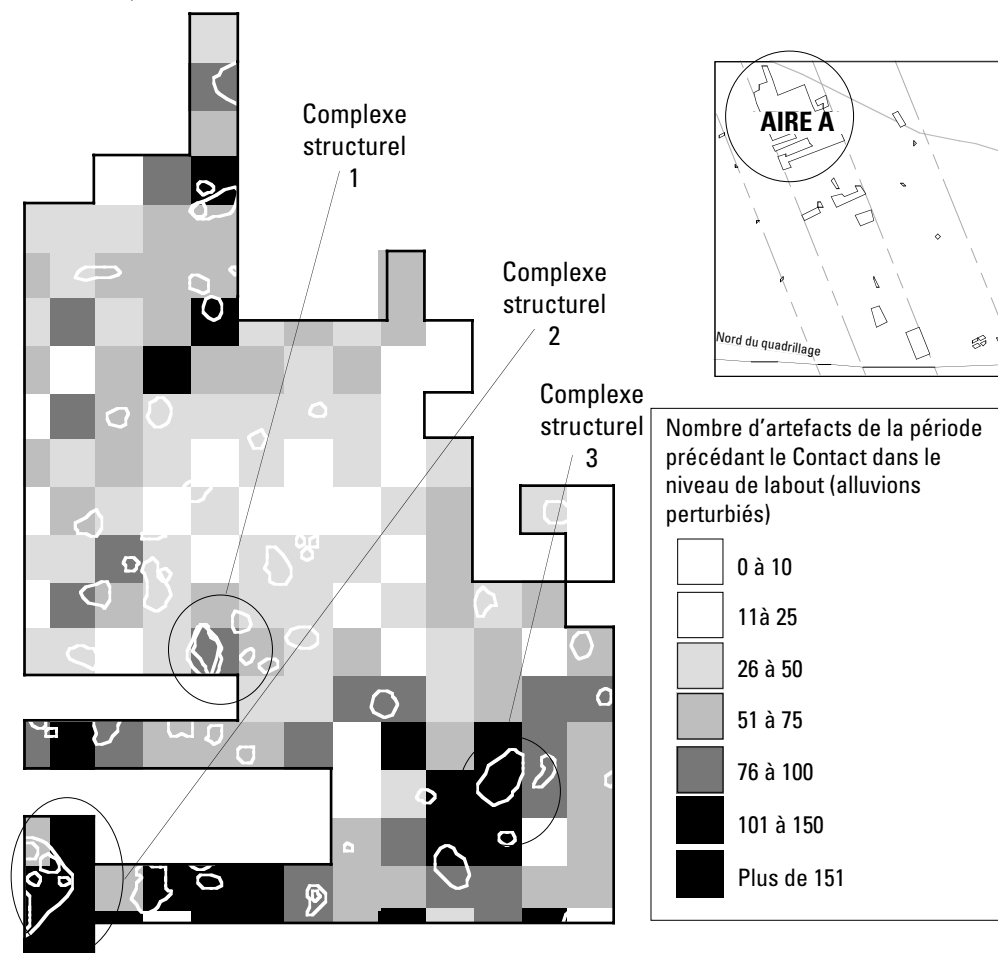 Complexe
structurel
1
Complexe
structurel
2
Complexe
structurel
3
AIRE A
Nord du quadrillage
Nombre d'artefacts de la période
précédant le Contact dans le
niveau de labout (alluvions
perturbiés)
0 à 10
11à 25
26 à 50
51 à 75
76 à 100
101 à 150
Plus de 151